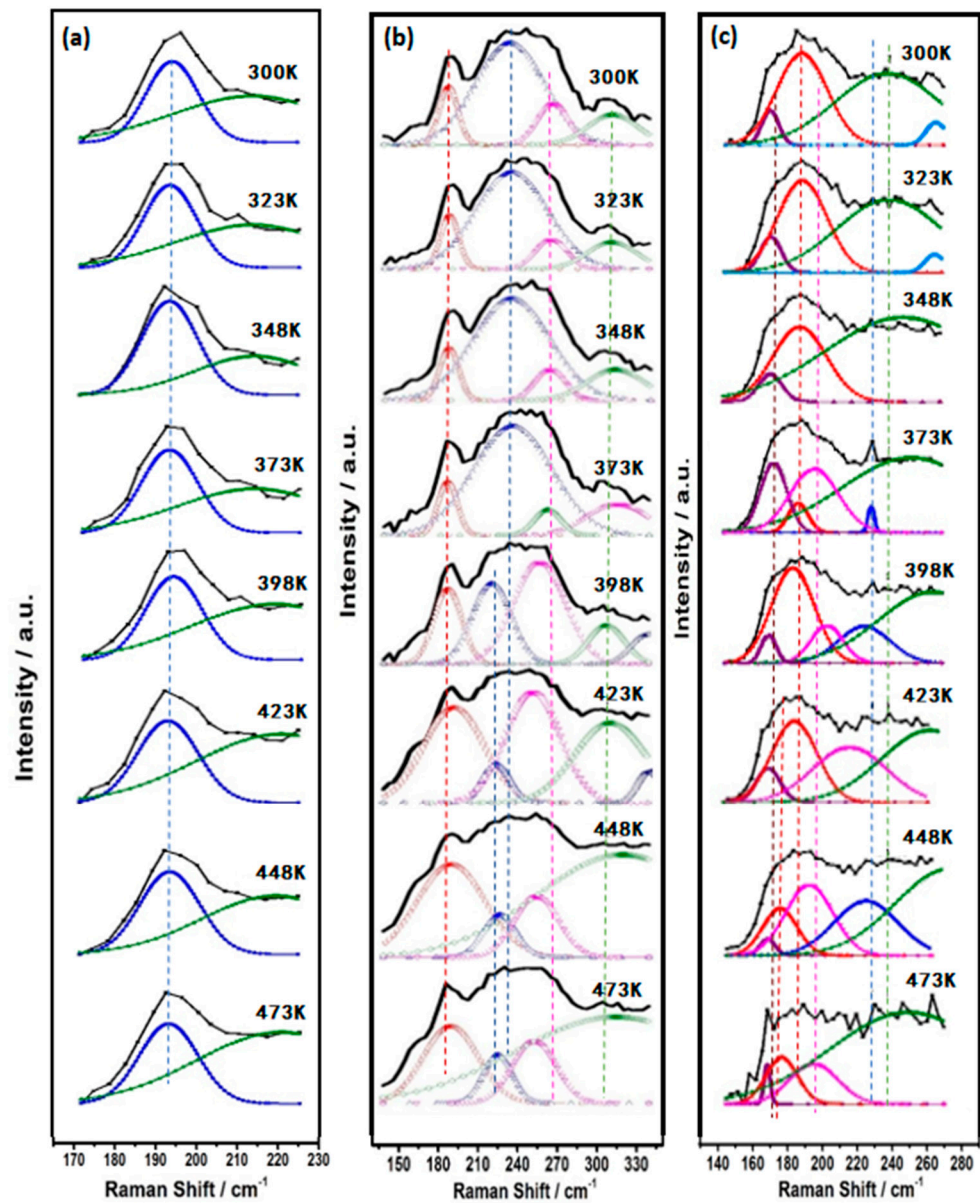 (a)
300K
323K
348K
373K
398K
423K
448K
473K
Intensity / a.u.
170 190 200 210 220 230
Raman Shift / cm-1
(b)
300K
323K
348K
373K
398K
423K
448K
473K
Intensity / a.u.
150 180 210 240 270 300 330
Raman Shift / cm-1
(c)
300K
323K
348K
373K
398K
423K
448K
473K
Intensity / a.u.
140 160 180 200 220 240 260 280
Raman Shift / cm-1